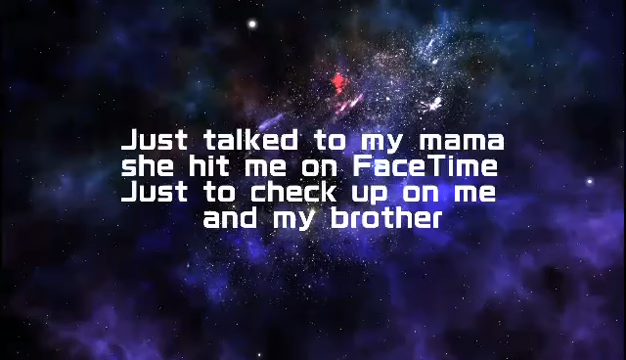 Just talked to my mama
she hit me on FaceTime
Just to check up on me
and my brother